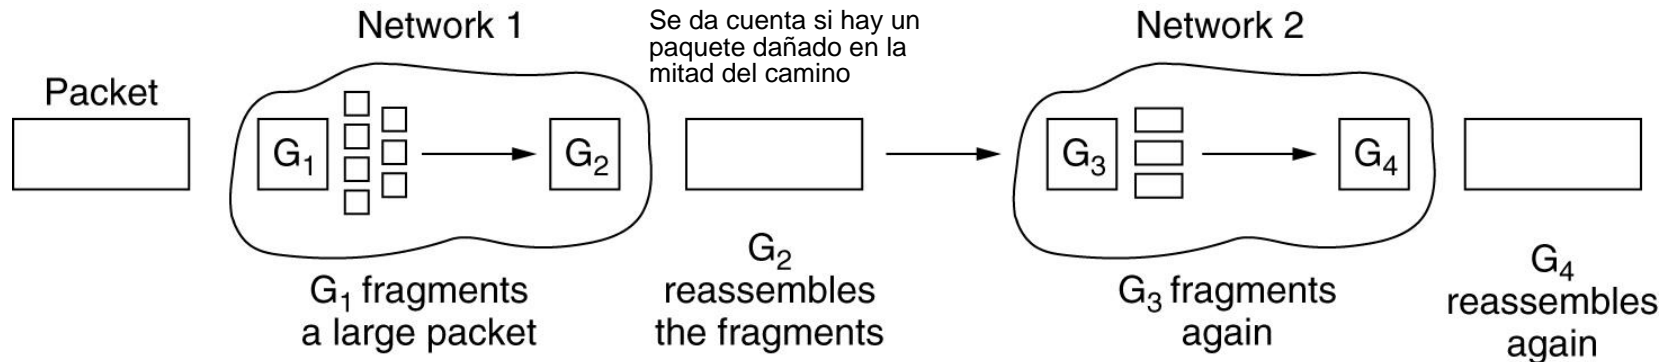 Network 1
Se da cuenta si hay un
paquete dañado en la
mitad del camino
Network 2
Packet
G₁
G₂
G₃
G₄
G₁ fragments
a large packet
G₂
reassembles
the fragments
G₃ fragments
again
G₄
reassembles
again